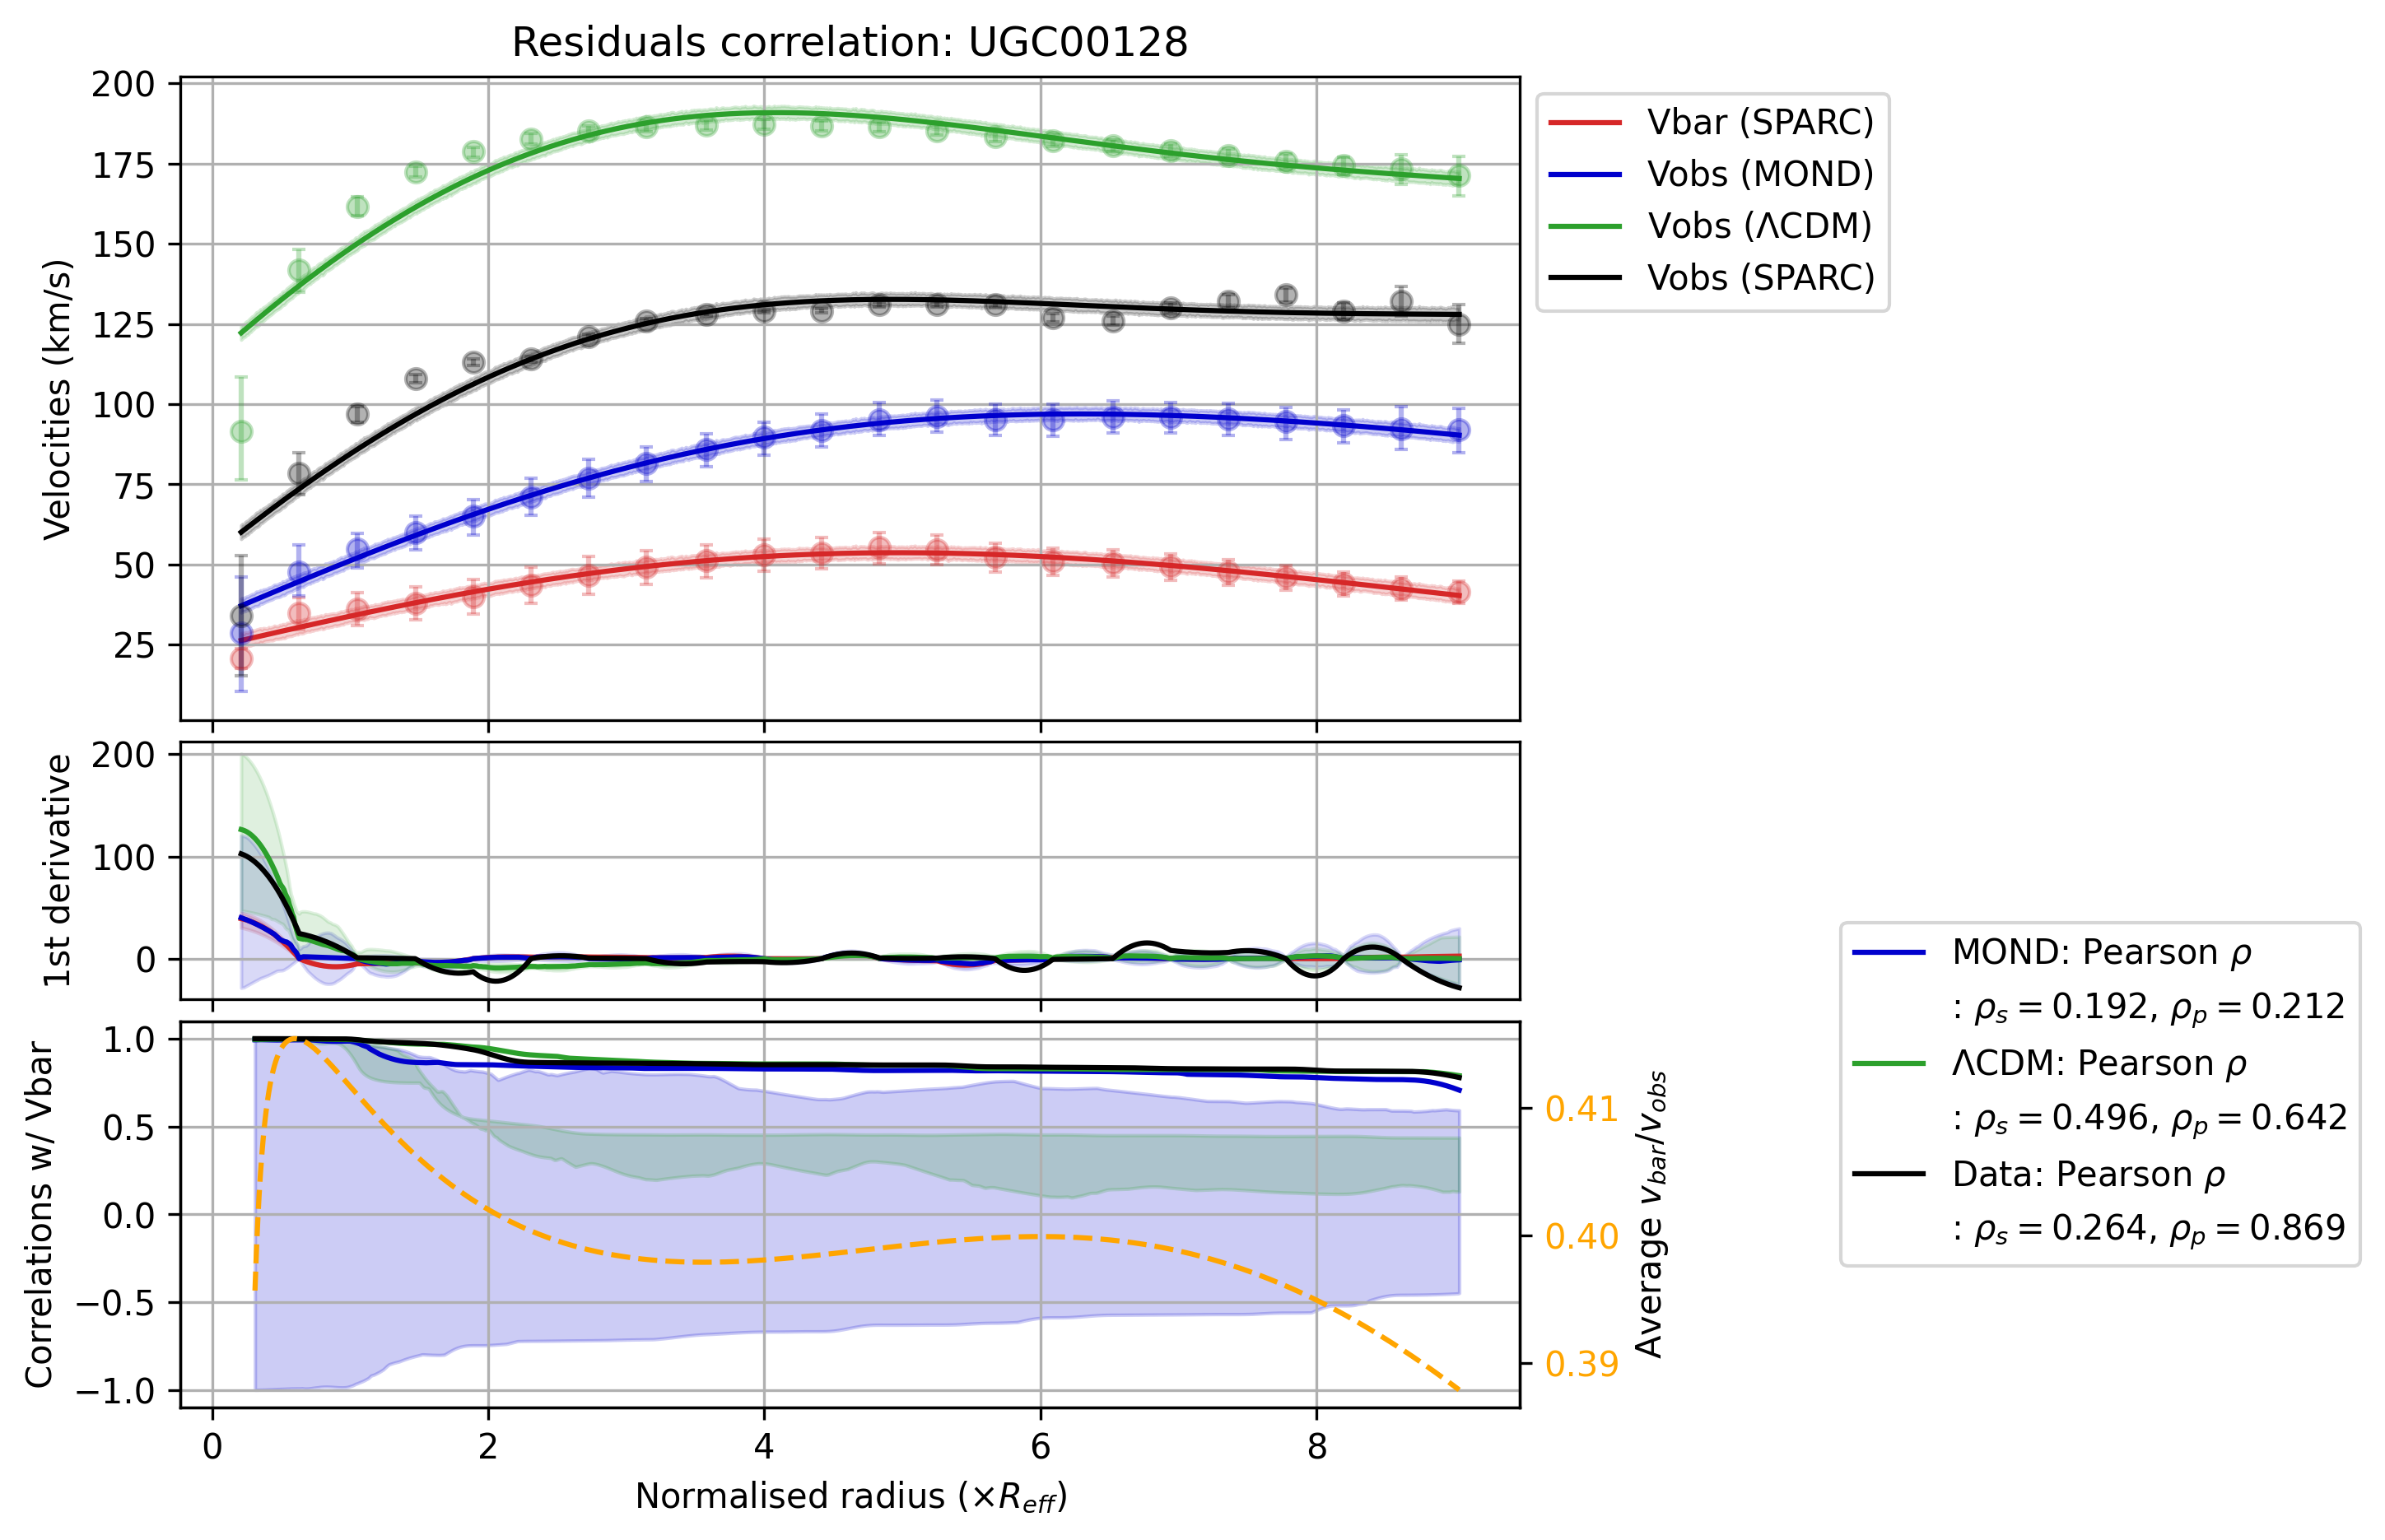 Residuals correlation: UGC00128
Velocities (km/s)
200
175
150
125
100
75
50
25
Vbar (SPARC)
Vobs (MOND)
Vobs (ΛCDM)
Vobs (SPARC)
1st derivative
200
100
0
Correlations w/ Vbar
1.0
0.5
0.0
−0.5
−1.0
0.41
0.40
0.39
Average v_bar/v_obs
MOND: Pearson ρ
: ρ_s = 0.192, ρ_p = 0.212
ΛCDM: Pearson ρ
: ρ_s = 0.496, ρ_p = 0.642
Data: Pearson ρ
: ρ_s = 0.264, ρ_p = 0.869
0 2 4 6 8
Normalised radius (×R_eff)